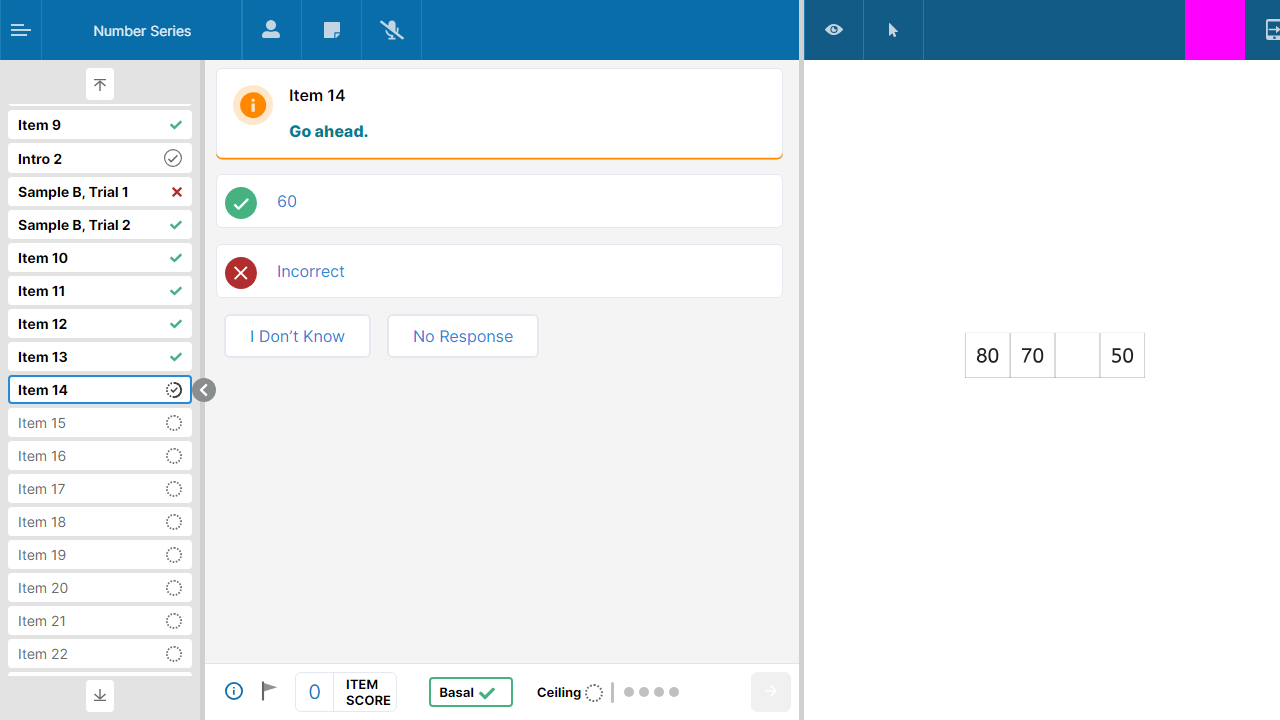 Number Series
Item 9
Intro 2
Sample B, Trial 1
Sample B, Trial 2
Item 10
Item 11
Item 12
Item 13
Item 14
Item 15
Item 16
Item 17
Item 18
Item 19
Item 20
Item 21
Item 22
Item 14
Go ahead.
60
Incorrect
I Don’t Know
No Response
0
ITEM
SCORE
Basal
Ceiling
80 70 50